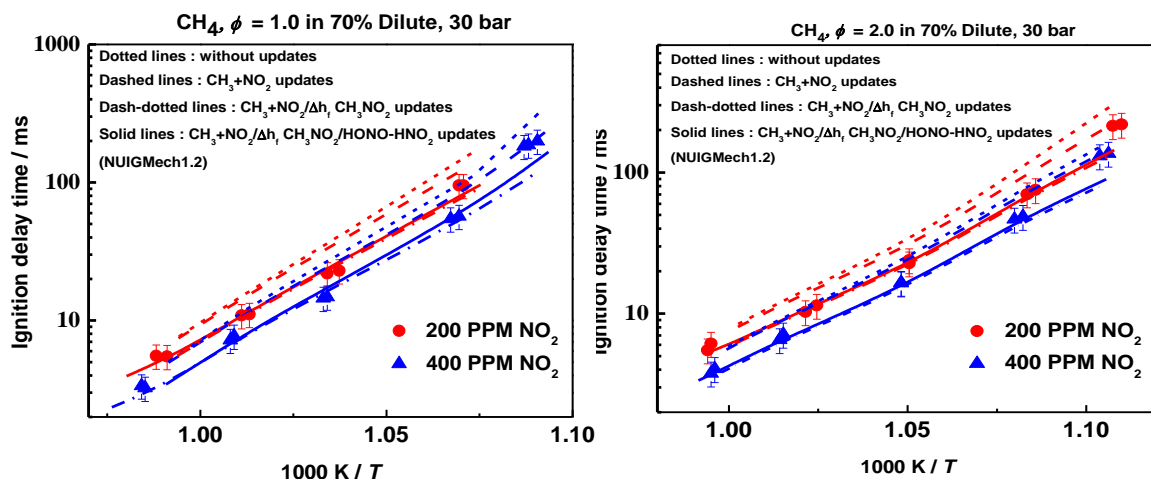 CH4, ϕ = 1.0 in 70% Dilute, 30 bar
Dotted lines : without updates
Dashed lines : CH3+NO2 updates
Dash-dotted lines : CH3+NO2/Δhf CH3NO2 updates
Solid lines : CH3+NO2/Δhf CH3NO2/HONO-HNO2 updates
(NUIGMech1.2)
1000
100
10
Ignition delay time / ms
200 PPM NO2
400 PPM NO2
1.00
1.05
1.10
1000 K / T
CH4, ϕ = 2.0 in 70% Dilute, 30 bar
Dotted lines : without updates
Dashed lines : CH3+NO2 updates
Dash-dotted lines : CH3+NO2/Δhf CH3NO2 updates
Solid lines : CH3+NO2/Δhf CH3NO2/HONO-HNO2 updates
(NUIGMech1.2)
1000
100
10
Ignition delay time / ms
200 PPM NO2
400 PPM NO2
1.00
1.05
1.10
1000 K / T